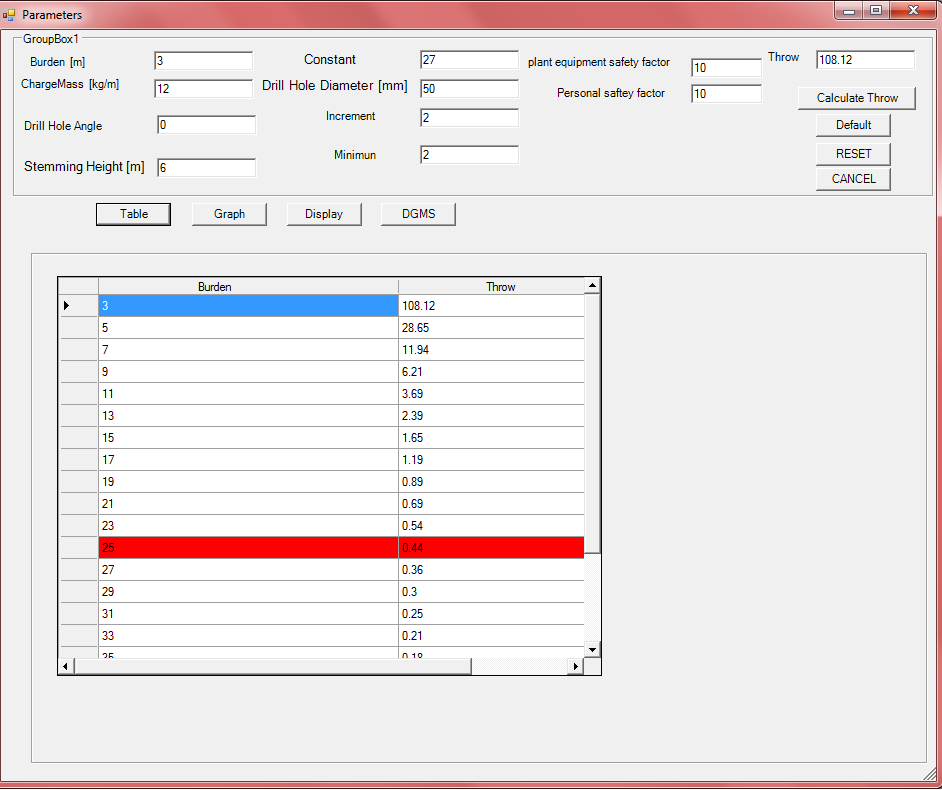 Parameters
GroupBox1
Burden [m] 3 Constant 27 plant equipment safety factor 10 Throw 108.12
ChargeMass [kg/m] 12 Drill Hole Diameter [mm] 50 Personal saftey factor 10 Calculate Throw
Drill Hole Angle 0 Increment 2 Default
Stemming Height [m] 6 Minimun 2 RESET
CANCEL
Table Graph Display DGMS
Burden Throw
3 108.12
5 28.65
7 11.94
9 6.21
11 3.69
13 2.39
15 1.65
17 1.19
19 0.89
21 0.69
23 0.54
25 0.44
27 0.36
29 0.3
31 0.25
33 0.21
35 0.18